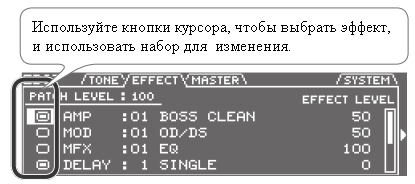 Используйте кнопки курсора, чтобы выбрать эффект,
и использовать набор для изменения.
/TONE\/EFFECT\/MASTER\ /SYSTEM\
PATCH LEVEL : 100 EFFECT LEVEL
AMP :01 BOSS CLEAN 50
MOD :01 OD/DS 50
MFX :01 EQ 100
DELAY : 1 SINGLE 0